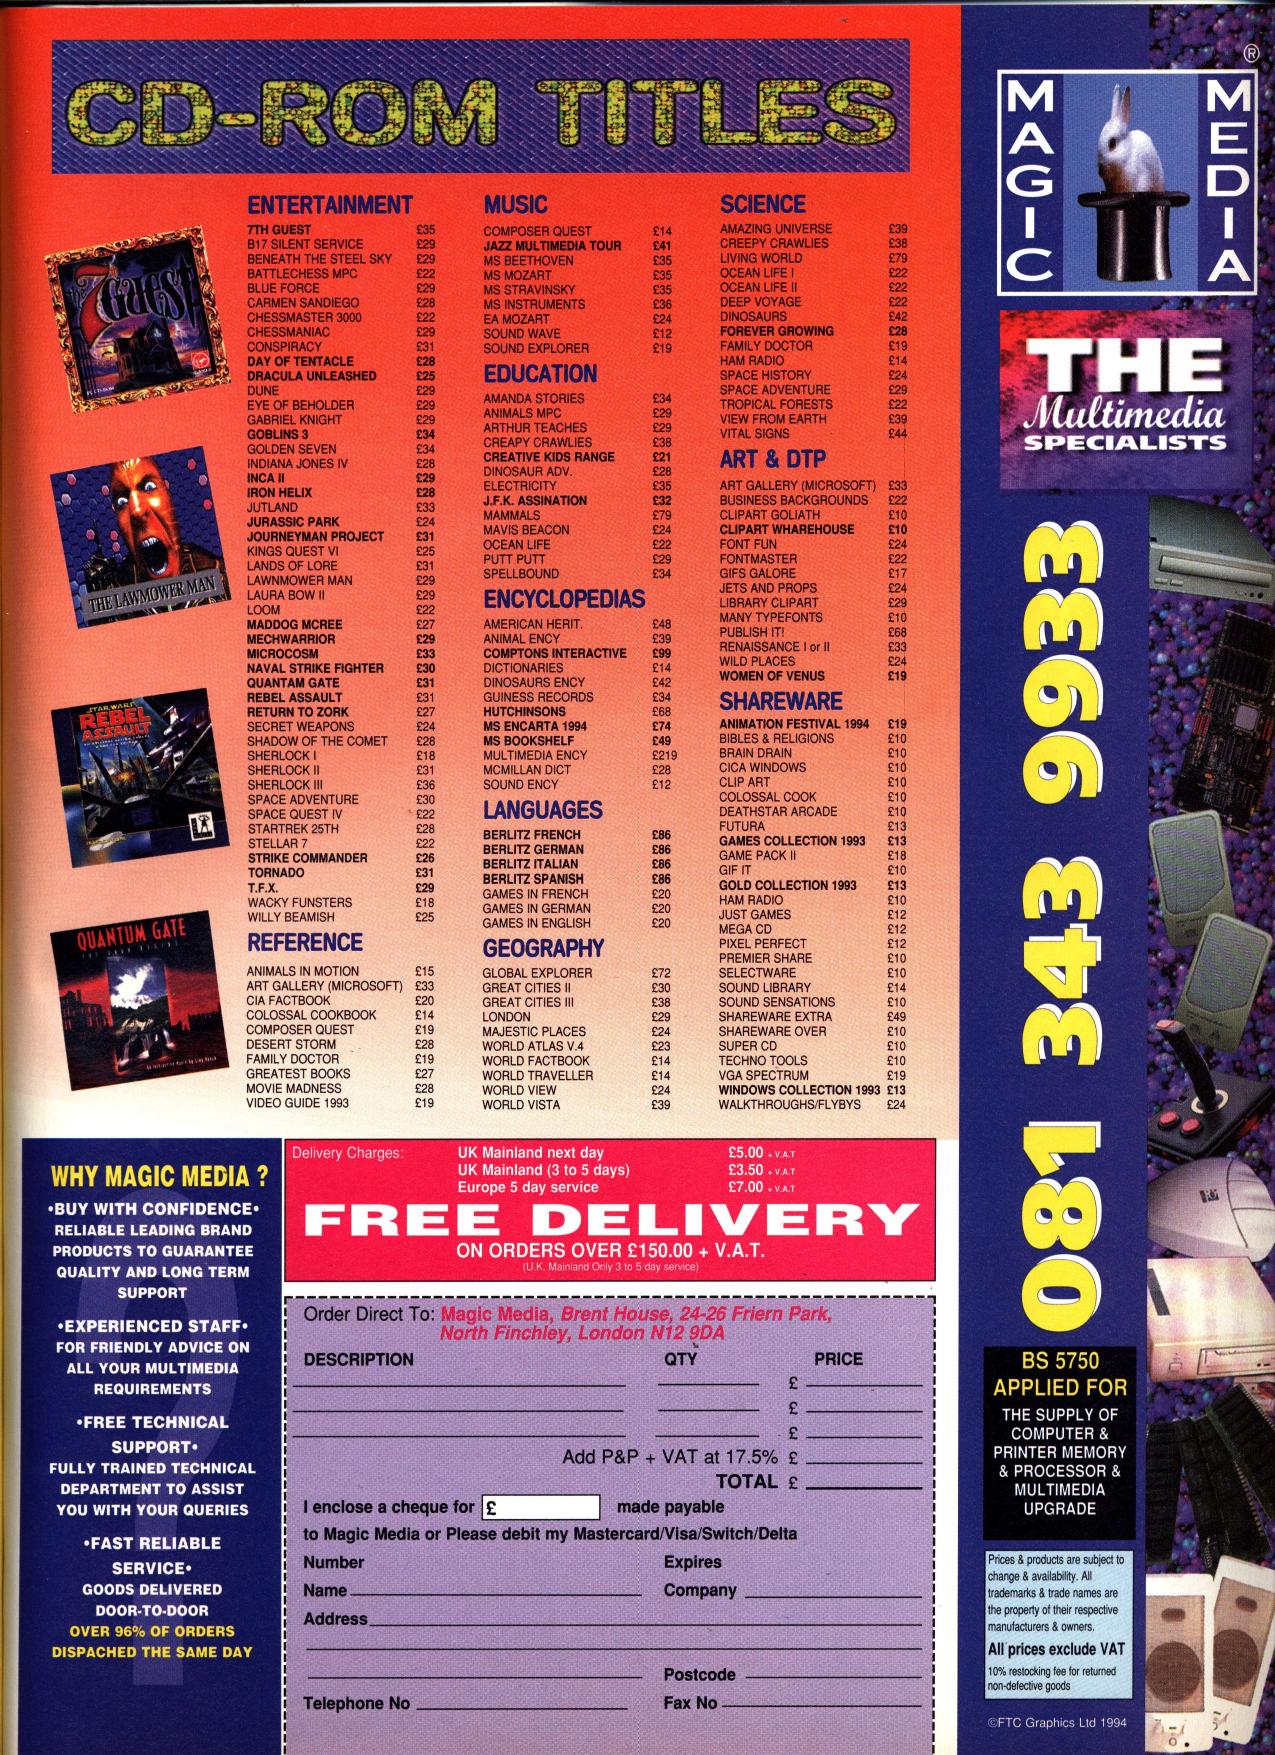 CD-ROM TITLES
ENTERTAINMENT
7TH GUEST £35
B17 SILENT SERVICE £29
BENEATH THE STEEL SKY £29
BATTLECHESS MPC £22
BLUE FORCE £29
CARMEN SANDIEGO £28
CHESSMASTER 3000 £22
CHESSMANIAC £29
CONSPIRACY £31
DAY OF TENTACLE £28
DRACULA UNLEASHED £25
DUNE £29
EYE OF BEHOLDER £29
GABRIEL KNIGHT £29
GOBLINS 3 £34
GOLDEN SEVEN £34
INDIANA JONES IV £28
INCA II £29
IRON HELIX £28
JUTLAND £33
JURASSIC PARK £24
JOURNEYMAN PROJECT £31
KINGS QUEST VI £25
LANDS OF LORE £31
LAWNMOWER MAN £29
LAURA BOW II £29
LOOM £22
MADDOG MCREE £27
MECHWARRIOR £29
MICROCOSM £33
NAVAL STRIKE FIGHTER £30
QUANTAM GATE £31
REBEL ASSAULT £31
RETURN TO ZORK £27
SECRET WEAPONS £24
SHADOW OF THE COMET £28
SHERLOCK I £18
SHERLOCK II £31
SHERLOCK III £36
SPACE ADVENTURE £30
SPACE QUEST IV £22
STARTREK 25TH £28
STELLAR 7 £22
STRIKE COMMANDER £26
TORNADO £31
T.F.X. £29
WACKY FUNSTERS £18
WILLY BEAMISH £25
REFERENCE
ANIMALS IN MOTION £15
ART GALLERY (MICROSOFT) £33
CIA FACTBOOK £20
COLOSSAL COOKBOOK £14
COMPOSER QUEST £19
DESERT STORM £28
FAMILY DOCTOR £19
GREATEST BOOKS £27
MOVIE MADNESS £28
VIDEO GUIDE 1993 £19
MUSIC
COMPOSER QUEST £14
JAZZ MULTIMEDIA TOUR £41
MS BEETHOVEN £35
MS MOZART £35
MS STRAVINSKY £35
MS INSTRUMENTS £36
EA MOZART £24
SOUND WAVE £12
SOUND EXPLORER £19
EDUCATION
AMANDA STORIES £34
ANIMALS MPC £29
ARTHUR TEACHES £29
CREAPY CRAWLIES £38
CREATIVE KIDS RANGE £21
DINOSAUR ADV. £28
ELECTRICITY £35
J.F.K. ASSINATION £32
MAMMALS £79
MAVIS BEACON £24
OCEAN LIFE £22
PUTT PUTT £29
SPELLBOUND £34
ENCYCLOPEDIAS
AMERICAN HERIT. £48
ANIMAL ENCY £39
COMPTONS INTERACTIVE £99
DICTIONARIES £14
DINOSAURS ENCY £42
GUINESS RECORDS £34
HUTCHINSONS £68
MS ENCARTA 1994 £74
MS BOOKSHELF £49
MULTIMEDIA ENCY £219
MCMILLAN DICT £28
SOUND ENCY £12
LANGUAGES
BERLITZ FRENCH £86
BERLITZ GERMAN £86
BERLITZ ITALIAN £86
BERLITZ SPANISH £86
GAMES IN FRENCH £20
GAMES IN GERMAN £20
GAMES IN ENGLISH £20
GEOGRAPHY
GLOBAL EXPLORER £72
GREAT CITIES II £30
GREAT CITIES III £38
LONDON £29
MAJESTIC PLACES £24
WORLD ATLAS V.4 £23
WORLD FACTBOOK £14
WORLD TRAVELLER £14
WORLD VIEW £24
WORLD VISTA £39
SCIENCE
AMAZING UNIVERSE £39
CREEPY CRAWLIES £38
LIVING WORLD £79
OCEAN LIFE I £22
OCEAN LIFE II £22
DEEP VOYAGE £22
DINOSAURS £42
FOREVER GROWING £28
FAMILY DOCTOR £19
HAM RADIO £14
SPACE HISTORY £24
SPACE ADVENTURE £29
TROPICAL FORESTS £22
VIEW FROM EARTH £39
VITAL SIGNS £44
ART & DTP
ART GALLERY (MICROSOFT) £33
BUSINESS BACKGROUNDS £22
CLIPART GOLIATH £10
CLIPART WHAREHOUSE £10
FONT FUN £24
FONTMASTER £22
GIFS GALORE £17
JETS AND PROPS £24
LIBRARY CLIPART £29
MANY TYPEFONTS £10
PUBLISH IT! £68
RENAISSANCE I or II £33
WILD PLACES £24
WOMEN OF VENUS £19
SHAREWARE
ANIMATION FESTIVAL 1994 £19
BIBLES & RELIGIONS £10
BRAIN DRAIN £10
CICA WINDOWS £10
CLIP ART £10
COLOSSAL COOK £10
DEATHSTAR ARCADE £10
FUTURA £13
GAMES COLLECTION 1993 £13
GAME PACK II £18
GIF IT £10
GOLD COLLECTION 1993 £13
HAM RADIO £10
JUST GAMES £12
MEGA CD £12
PIXEL PERFECT £12
PREMIER SHARE £10
SELECTWARE £10
SOUND LIBRARY £14
SOUND SENSATIONS £10
SHAREWARE EXTRA £49
SHAREWARE OVER £10
SUPER CD £10
TECHNO TOOLS £10
VGA SPECTRUM £19
WINDOWS COLLECTION 1993 £13
WALKTHROUGHS/FLYBYS £24
7 Guest
THE LAWMOWER MAN
STAR WARS
REBEL
ASSAULT
QUANTUM GATE
MAGIC MEDIA ®
THE
Multimedia
SPECIALISTS
081 343 9933
BS 5750
APPLIED FOR
THE SUPPLY OF
COMPUTER &
PRINTER MEMORY
& PROCESSOR &
MULTIMEDIA
UPGRADE
Prices & products are subject to
change & availability. All
trademarks & trade names are
the property of their respective
manufacturers & owners.
All prices exclude VAT
10% restocking fee for returned
non-defective goods
©FTC Graphics Ltd 1994
WHY MAGIC MEDIA ?
•BUY WITH CONFIDENCE•
RELIABLE LEADING BRAND
PRODUCTS TO GUARANTEE
QUALITY AND LONG TERM
SUPPORT
•EXPERIENCED STAFF•
FOR FRIENDLY ADVICE ON
ALL YOUR MULTIMEDIA
REQUIREMENTS
•FREE TECHNICAL
SUPPORT•
FULLY TRAINED TECHNICAL
DEPARTMENT TO ASSIST
YOU WITH YOUR QUERIES
•FAST RELIABLE
SERVICE•
GOODS DELIVERED
DOOR-TO-DOOR
OVER 96% OF ORDERS
DISPACHED THE SAME DAY
Delivery Charges: UK Mainland next day £5.00 + V.A.T
UK Mainland (3 to 5 days) £3.50 + V.A.T
Europe 5 day service £7.00 + V.A.T
FREE DELIVERY
ON ORDERS OVER £150.00 + V.A.T.
(U.K. Mainland Only 3 to 5 day service)
Order Direct To: Magic Media, Brent House, 24-26 Friern Park,
North Finchley, London N12 9DA
DESCRIPTION QTY PRICE
£
£
£
Add P&P + VAT at 17.5% £
TOTAL £
I enclose a cheque for £ made payable
to Magic Media or Please debit my Mastercard/Visa/Switch/Delta
Number Expires
Name Company
Address
Postcode
Telephone No Fax No